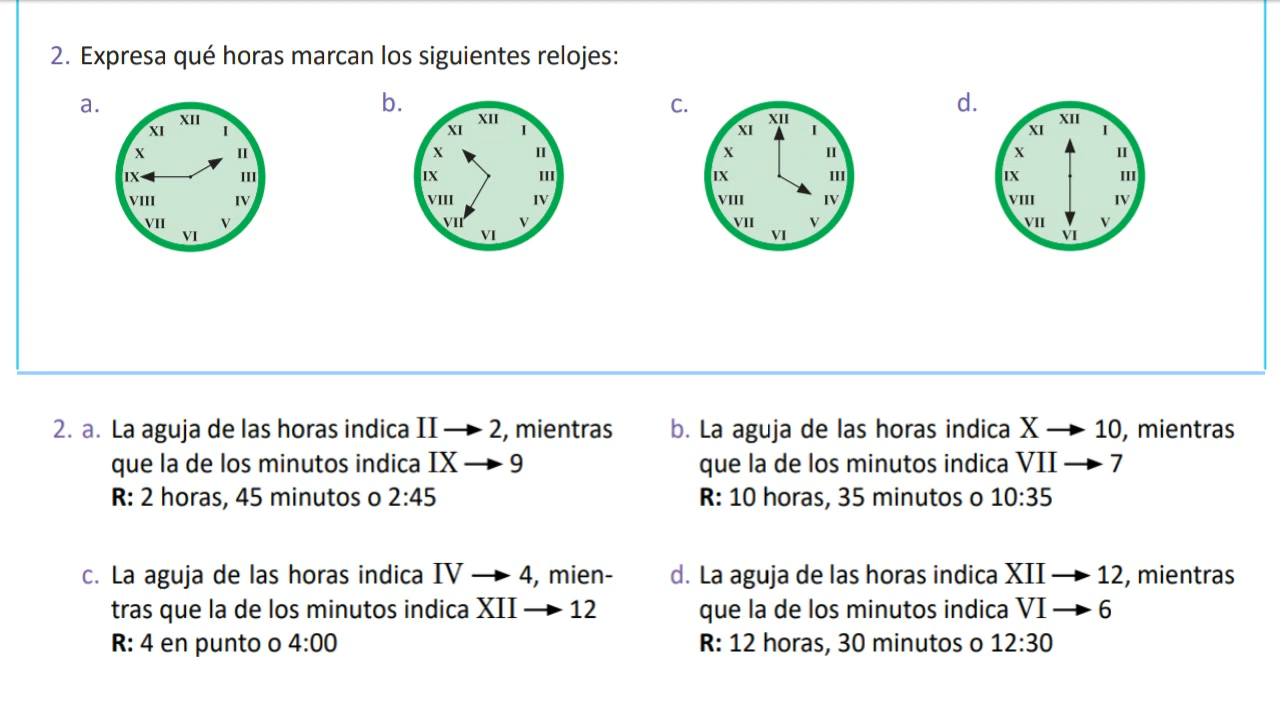 2. Expresa qué horas marcan los siguientes relojes:
a.
XII
XI
I
X
II
IX
III
VIII
IV
VII
V
VI
b.
XII
XI
I
X
II
IX
III
VIII
IV
VII
V
VI
c.
XII
XI
I
X
II
IX
III
VIII
IV
VII
V
VI
d.
XII
XI
I
X
II
IX
III
VIII
IV
VII
V
VI
2. a. La aguja de las horas indica II → 2, mientras
que la de los minutos indica IX → 9
R: 2 horas, 45 minutos o 2:45
b. La aguja de las horas indica X → 10, mientras
que la de los minutos indica VII → 7
R: 10 horas, 35 minutos o 10:35
c. La aguja de las horas indica IV → 4, mien-
tras que la de los minutos indica XII → 12
R: 4 en punto o 4:00
d. La aguja de las horas indica XII → 12, mientras
que la de los minutos indica VI → 6
R: 12 horas, 30 minutos o 12:30